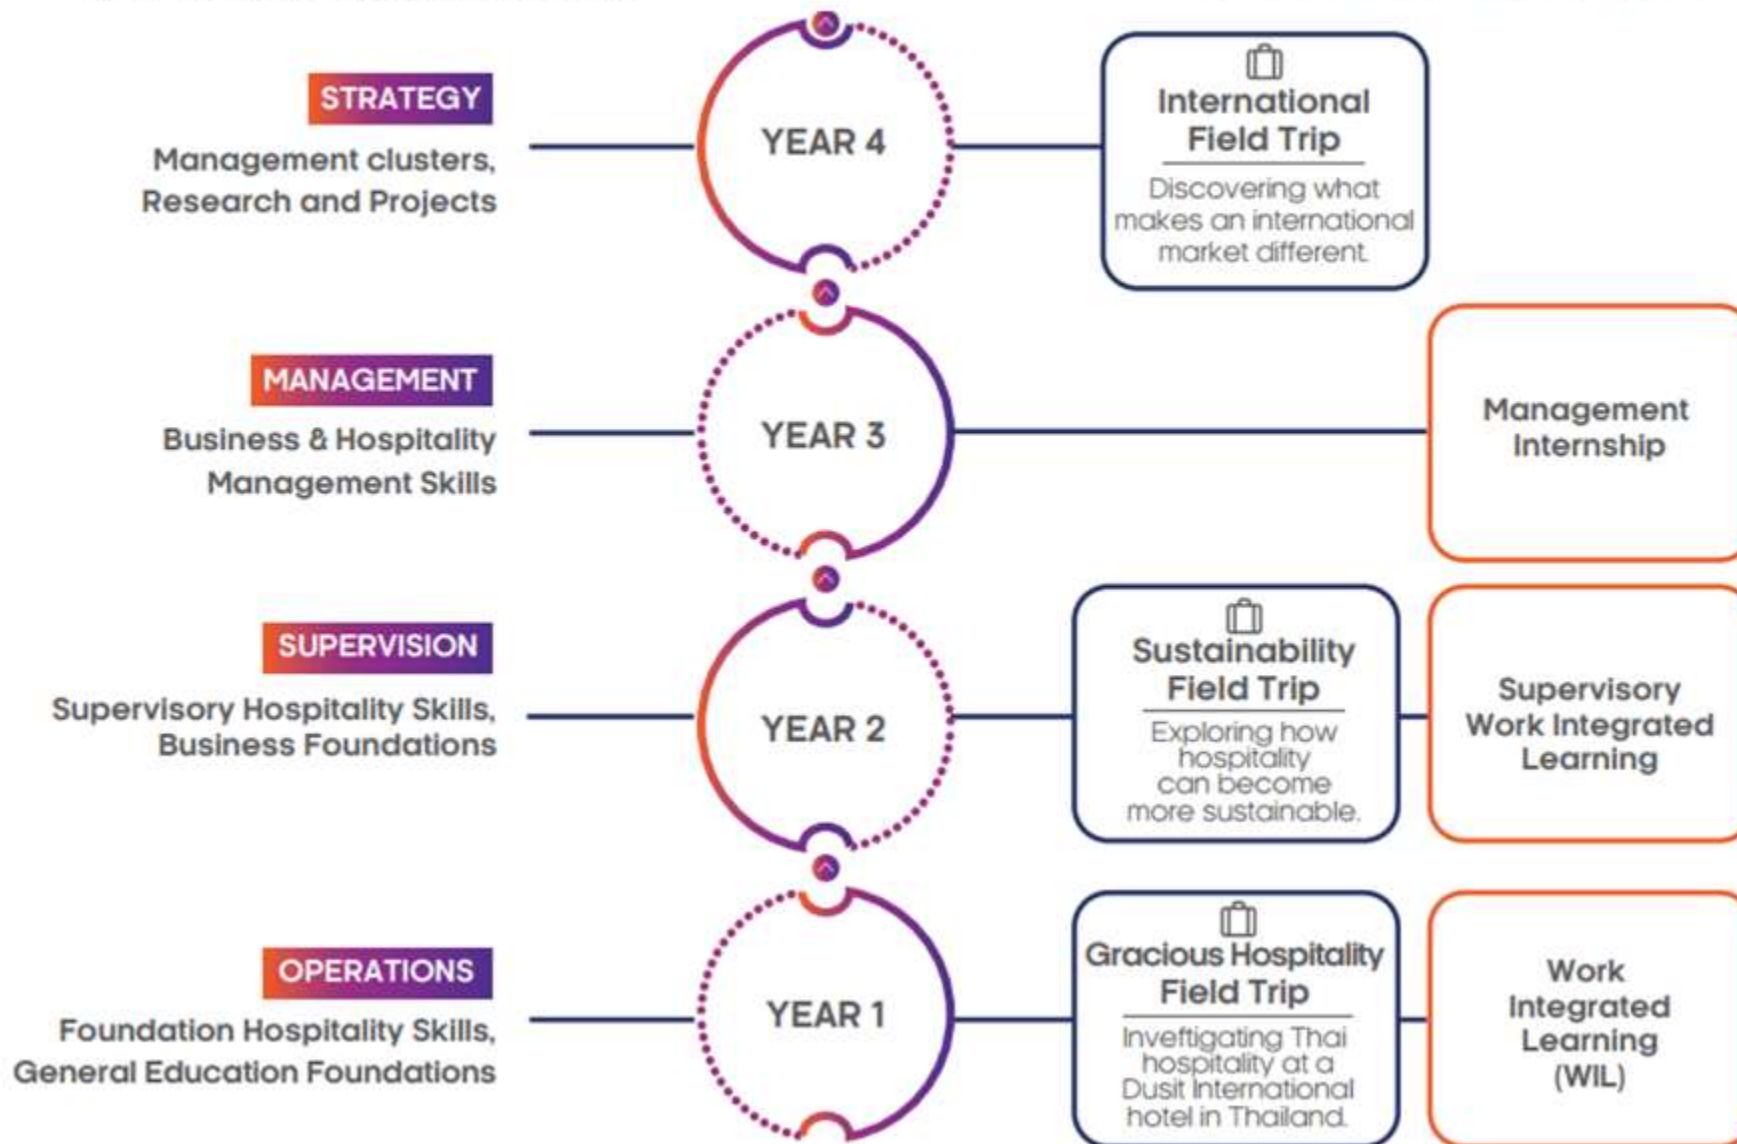 STRATEGY
Management clusters,
Research and Projects
YEAR 4
International
Field Trip
Discovering what
makes an international
market different.
MANAGEMENT
Business & Hospitality
Management Skills
YEAR 3
Management
Internship
SUPERVISION
Supervisory Hospitality Skills,
Business Foundations
YEAR 2
Sustainability
Field Trip
Exploring how
hospitality
can become
more sustainable.
Supervisory
Work Integrated
Learning
OPERATIONS
Foundation Hospitality Skills,
General Education Foundations
YEAR 1
Gracious Hospitality
Field Trip
Inveftigating Thai
hospitality at a
Dusit International
hotel in Thailand.
Work
Integrated
Learning
(WIL)